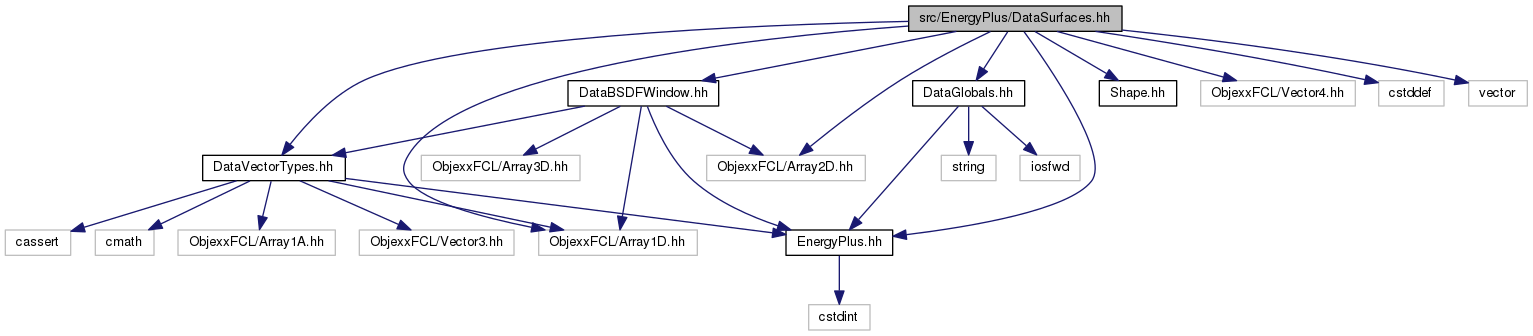 src/EnergyPlus/DataSurfaces.hh
DataBSDFWindow.hh
DataGlobals.hh
Shape.hh
ObjexxFCL/Vector4.hh
cstddef
vector
DataVectorTypes.hh
ObjexxFCL/Array3D.hh
ObjexxFCL/Array2D.hh
string
iosfwd
cassert
cmath
ObjexxFCL/Array1A.hh
ObjexxFCL/Vector3.hh
ObjexxFCL/Array1D.hh
EnergyPlus.hh
cstdint